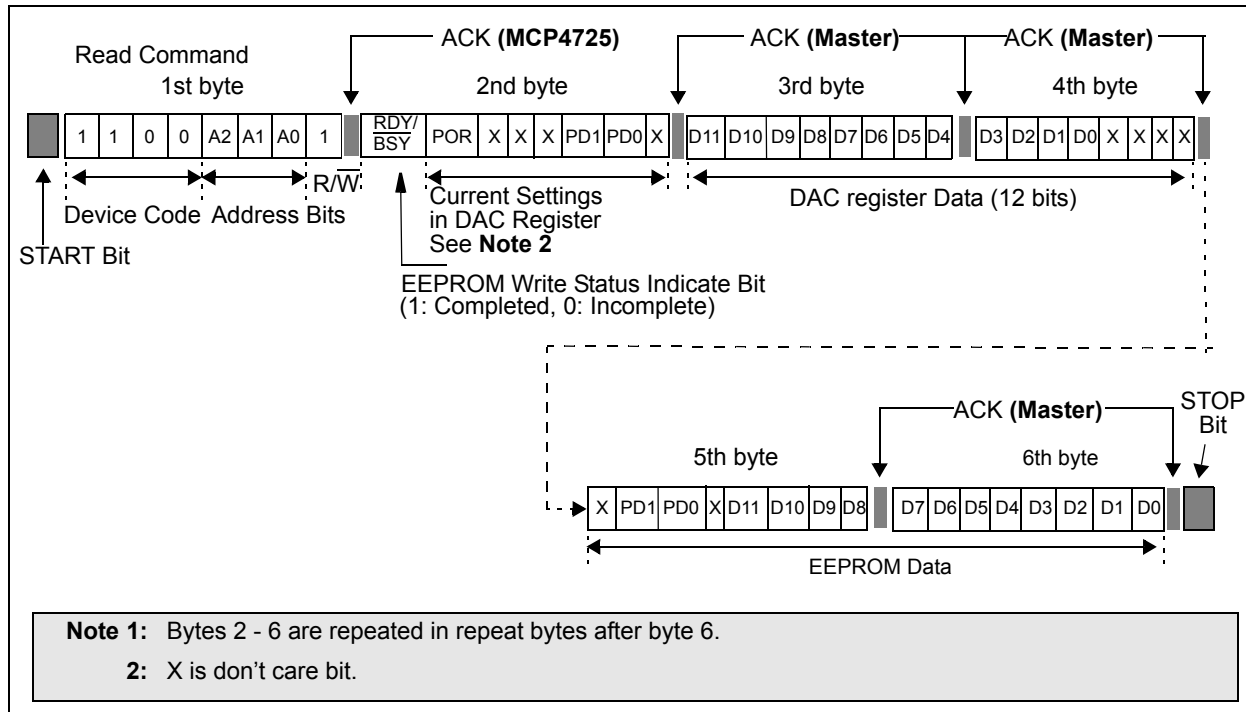 ACK (MCP4725)
ACK (Master)
ACK (Master)
Read Command
1st byte
2nd byte
3rd byte
4th byte
1 1 0 0 A2 A1 A0 1
RDY/
BSY
POR X X X PD1 PD0 X
D11 D10 D9 D8 D7 D6 D5 D4
D3 D2 D1 D0 X X X X
R/W
Device Code
Address Bits
START Bit
Current Settings
in DAC Register
See Note 2
DAC register Data (12 bits)
EEPROM Write Status Indicate Bit
(1: Completed, 0: Incomplete)
ACK (Master)
STOP
Bit
5th byte
6th byte
X PD1 PD0 X D11 D10 D9 D8
D7 D6 D5 D4 D3 D2 D1 D0
EEPROM Data
Note 1: Bytes 2 - 6 are repeated in repeat bytes after byte 6.
2: X is don't care bit.